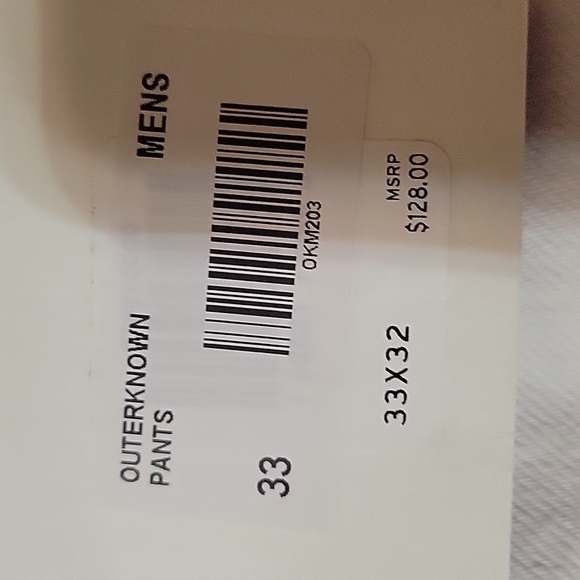 OUTERKNOWN MENS
PANTS
33
OKM203
33X32
MSRP
$128.00